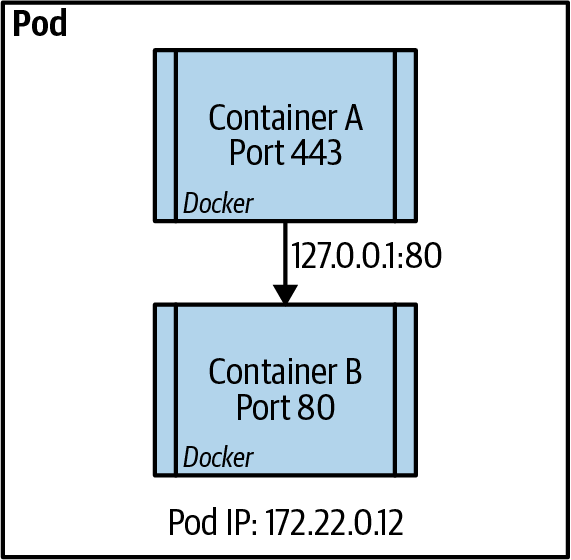 Pod
Container A
Port 443
Docker
127.0.0.1:80
Container B
Port 80
Docker
Pod IP: 172.22.0.12